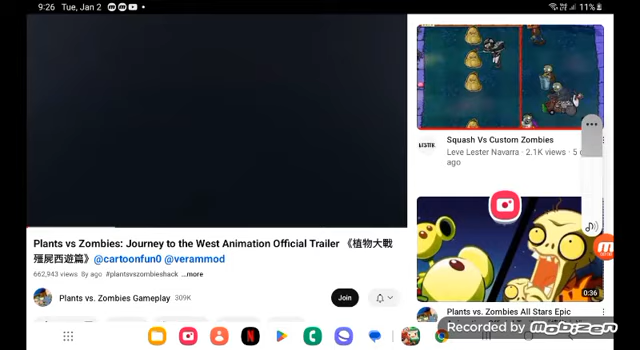 9:26 Tue, Jan 2
11%
Squash Vs Custom Zombies
Leve Lester Navarra · 2.1K views · 5
ago
0:36
Plants vs Zombies: Journey to the West Animation Official Trailer 《植物大戰
殭屍西遊篇》@cartoonfun0 @verammod
662,943 views 8y ago #plantsvszombieshack ...more
Plants vs. Zombies Gameplay 309K
Join
Plants vs. Zombies All Stars Epic
Recorded by Mobizen